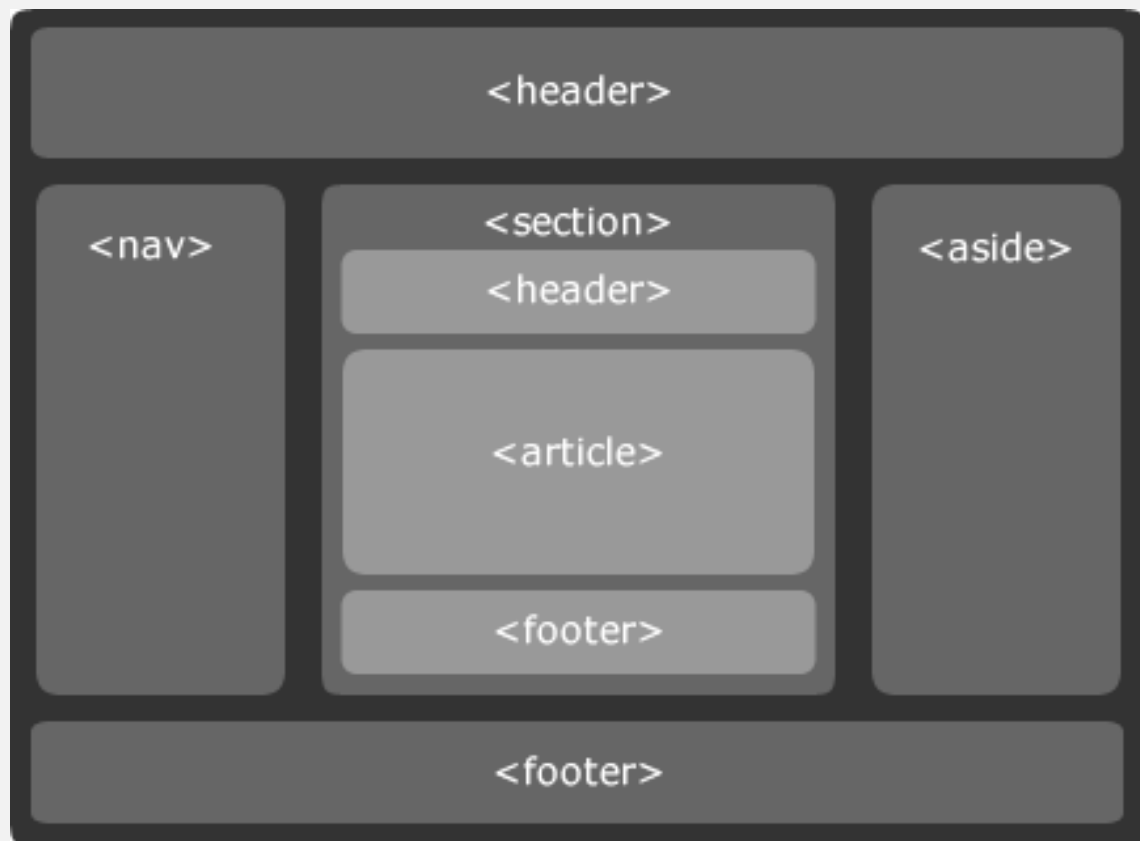 <header>
<nav>
<section>
<header>
<article>
<footer>
<aside>
<footer>